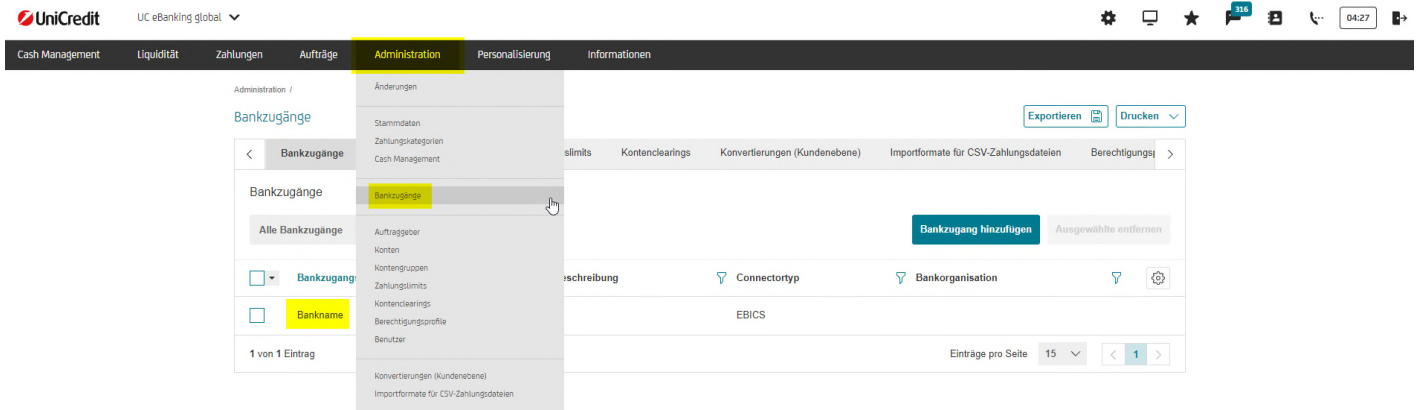 UniCredit UC eBanking global 316 04:27
Cash Management Liquidität Zahlungen Aufträge Administration Personalisierung Informationen
Administration /
Änderungen
Bankzugänge
Exportieren Drucken
Stammdaten
Zahlungskategorien
Cash Management
Bankzugänge slimits Kontenclearings Konvertierungen (Kundenebene) Importformate für CSV-Zahlungsdateien Berechtigungsp
Bankzugänge
Bankzugänge
Alle Bankzugänge
Bankzugang hinzufügen Ausgewählte entfernen
Auftraggeber
Konten
Kontengruppen
Zahlungslimits
Kontenclearings
Berechtigungsprofile
Benutzer
Bankzugangs eschreibung Connectortyp Bankorganisation
Bankname EBICS
1 von 1 Eintrag Einträge pro Seite 15 1
Konvertierungen (Kundenebene)
Importformate für CSV-Zahlungsdateien